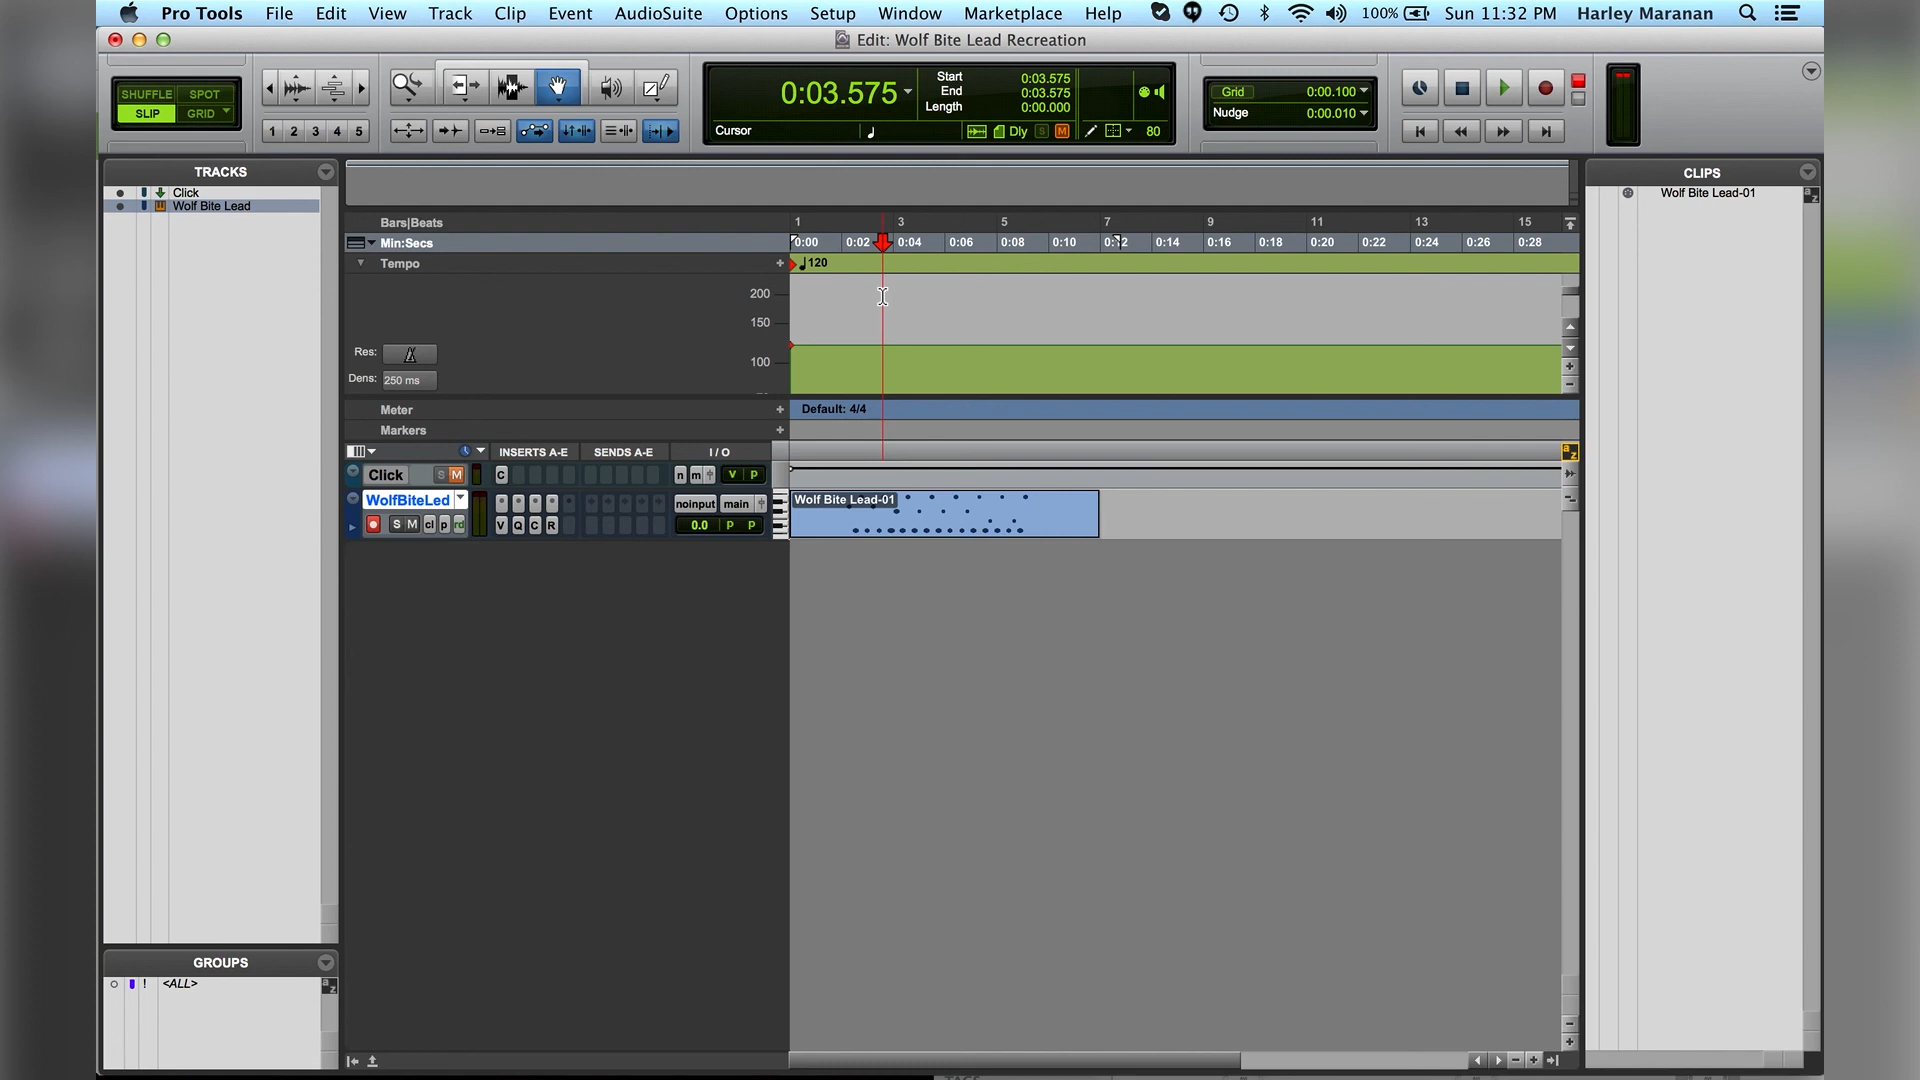 Pro Tools File Edit View Track Clip Event AudioSuite Options Setup Window Marketplace Help 100% Sun 11:32 PM Harley Maranan
Edit: Wolf Bite Lead Recreation
SHUFFLE SPOT
SLIP GRID
1 2 3 4 5
0:03.575
Start 0:03.575
End 0:03.575
Length 0:00.000
Cursor Dly S M 80
Grid 0:00.100
Nudge 0:00.010
TRACKS
Click
Wolf Bite Lead
CLIPS
Wolf Bite Lead-01
Bars|Beats 1 3 5 7 9 11 13 15
Min:Secs 0:00 0:02 0:04 0:06 0:08 0:10 0:12 0:14 0:16 0:18 0:20 0:22 0:24 0:26 0:28
Tempo + 120
200
150
100
Res:
Dens: 250 ms
Meter + Default: 4/4
Markers +
INSERTS A-E SENDS A-E I / O
Click S M C n m v p
WolfBiteLed noinput main
S M cl p rd V Q C R 0.0 P P
Wolf Bite Lead-01
GROUPS
! <ALL>
a z